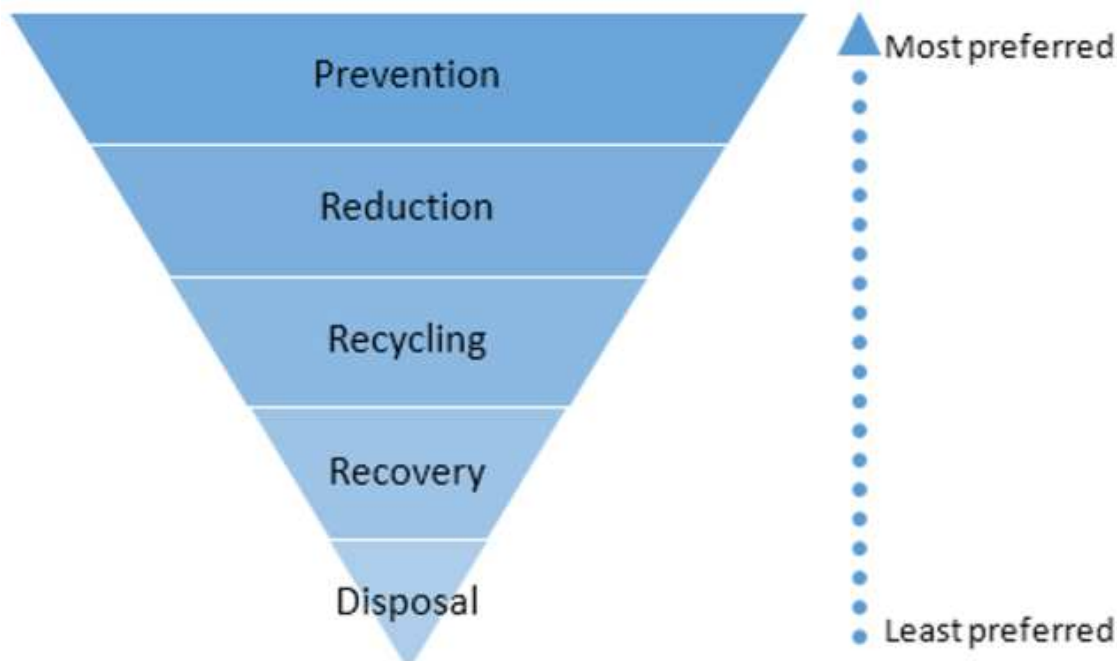 Prevention
Most preferred
Reduction
Recycling
Recovery
Disposal
Least preferred